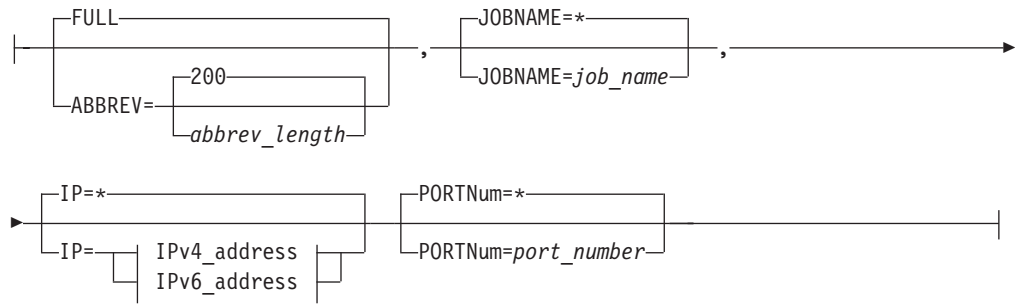 FULL JOBNAME=*
, ,
ABBREV= 200 JOBNAME=job_name
abbrev_length
IP=* PORTNum=*
IP= IPv4_address PORTNum=port_number
IPv6_address